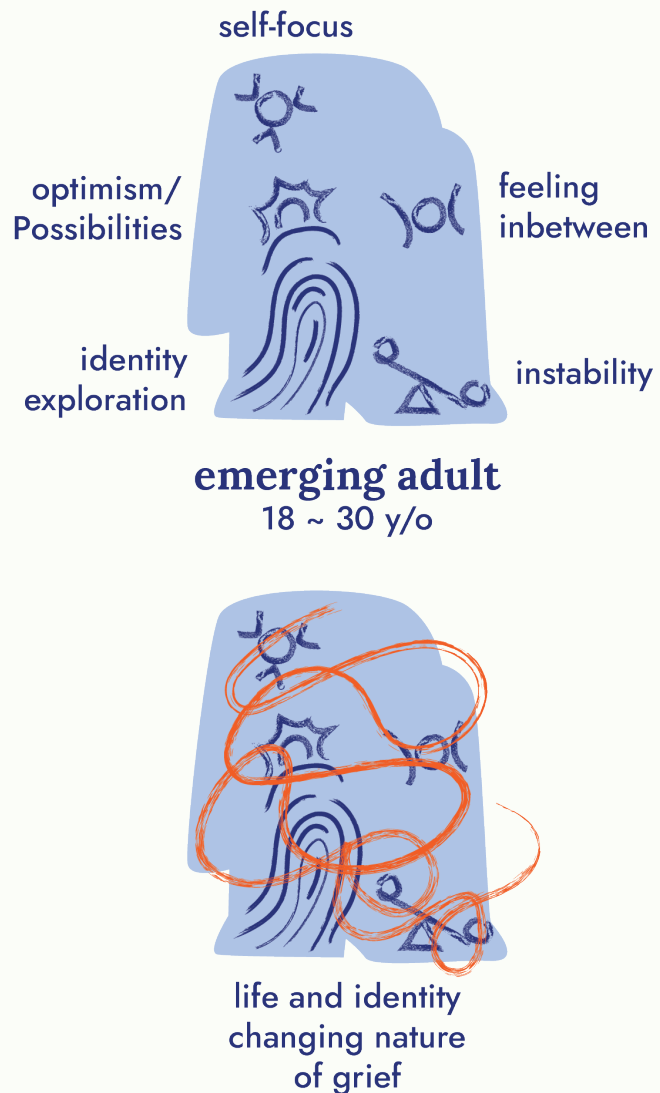 self-focus
optimism/
Possibilities
feeling
inbetween
identity
exploration
instability
emerging adult
18 ~ 30 y/o
life and identity
changing nature
of grief